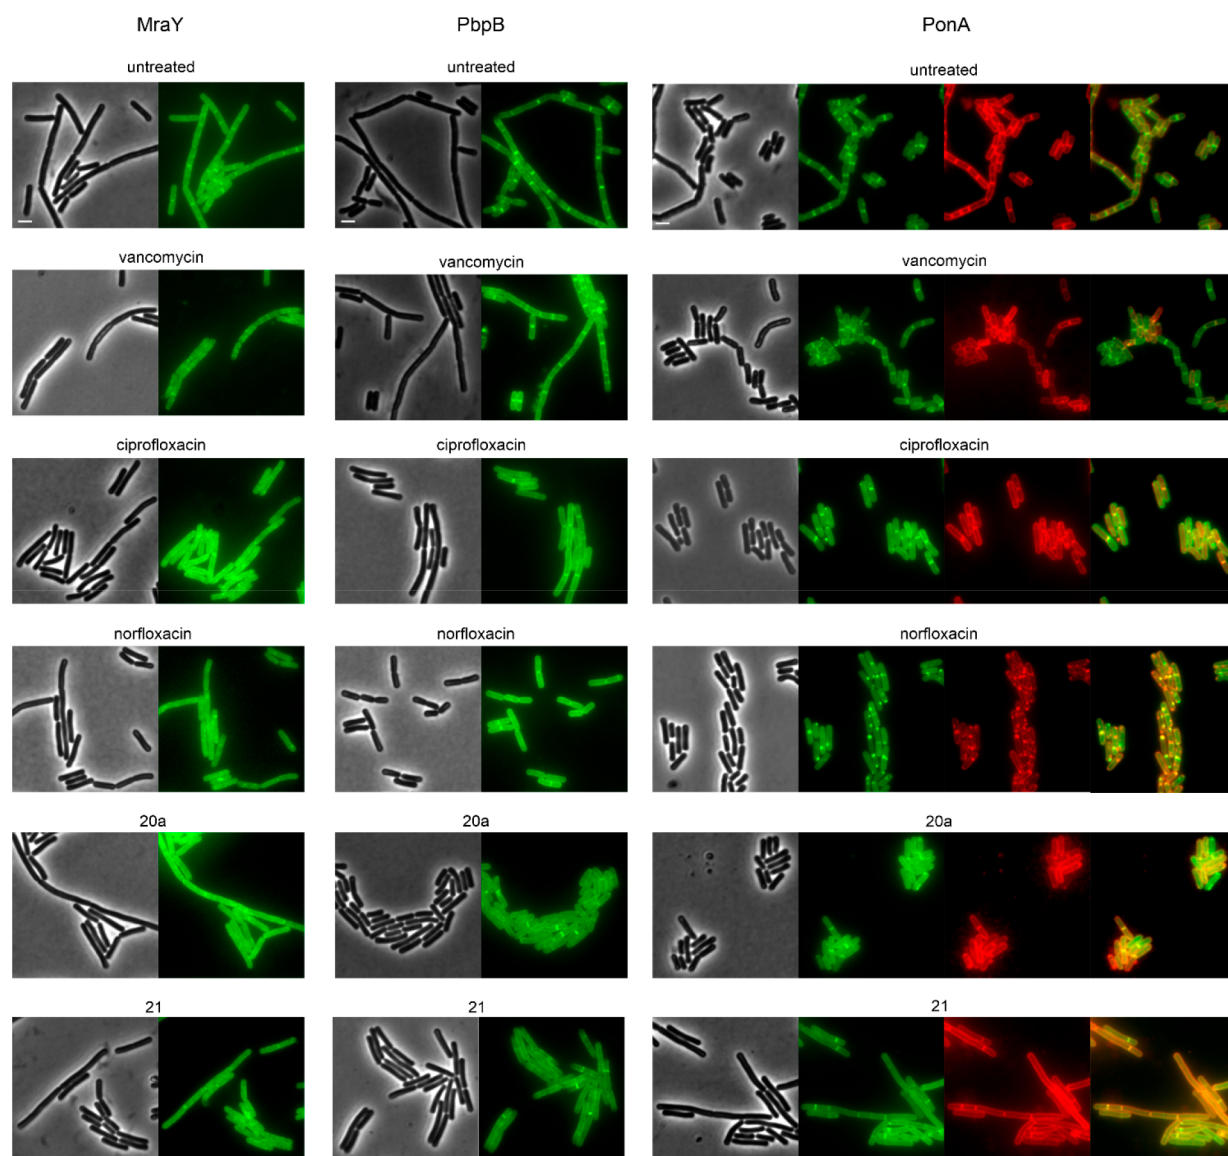 MraY PbpB PonA
untreated untreated untreated
vancomycin vancomycin vancomycin
ciprofloxacin ciprofloxacin ciprofloxacin
norfloxacin norfloxacin norfloxacin
20a 20a 20a
21 21 21